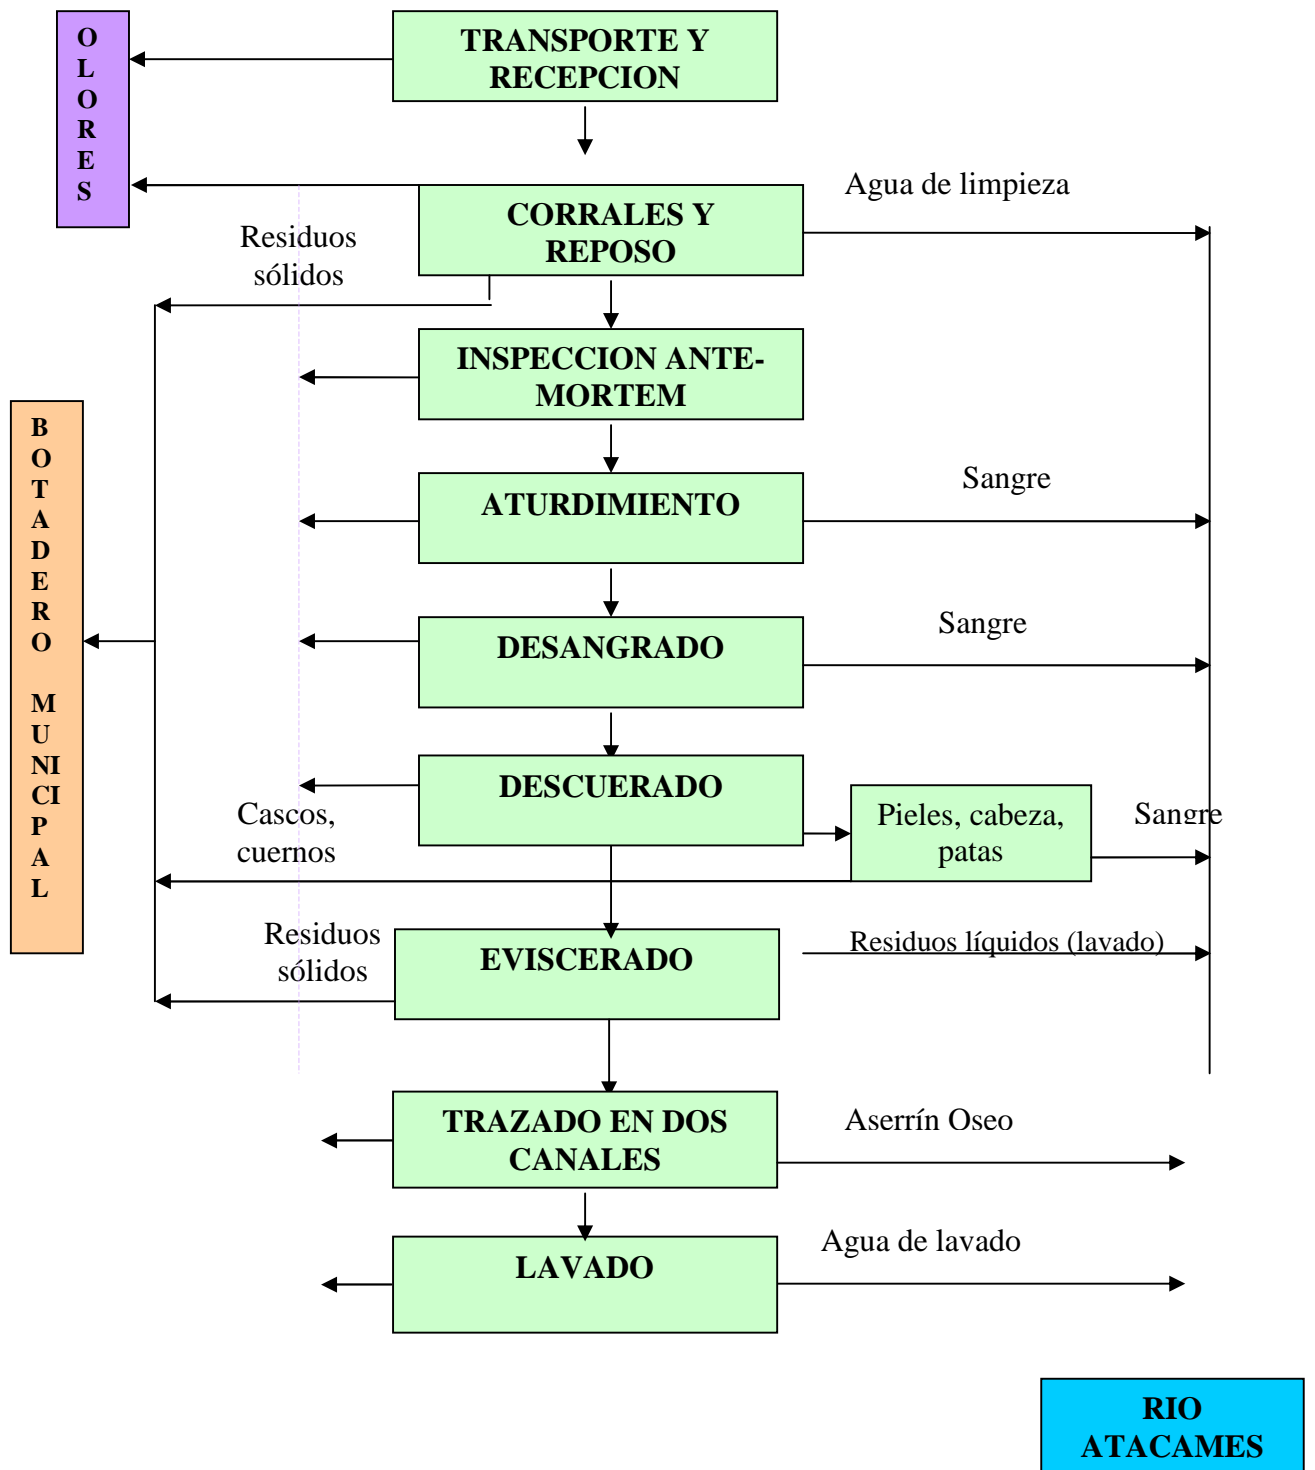 O
L
O
R
E
S
TRANSPORTE Y
RECEPCION
Agua de limpieza
CORRALES Y
REPOSO
Residuos
sólidos
INSPECCION ANTE-
MORTEM
B
O
T
A
D
E
R
O
M
U
NI
CI
P
A
L
ATURDIMIENTO
Sangre
DESANGRADO
Sangre
DESCUERADO
Cascos,
cuernos
Pieles, cabeza,
patas
Sangre
Residuos
sólidos
EVISCERADO
Residuos líquidos (lavado)
TRAZADO EN DOS
CANALES
Aserrín Oseo
LAVADO
Agua de lavado
RIO
ATACAMES